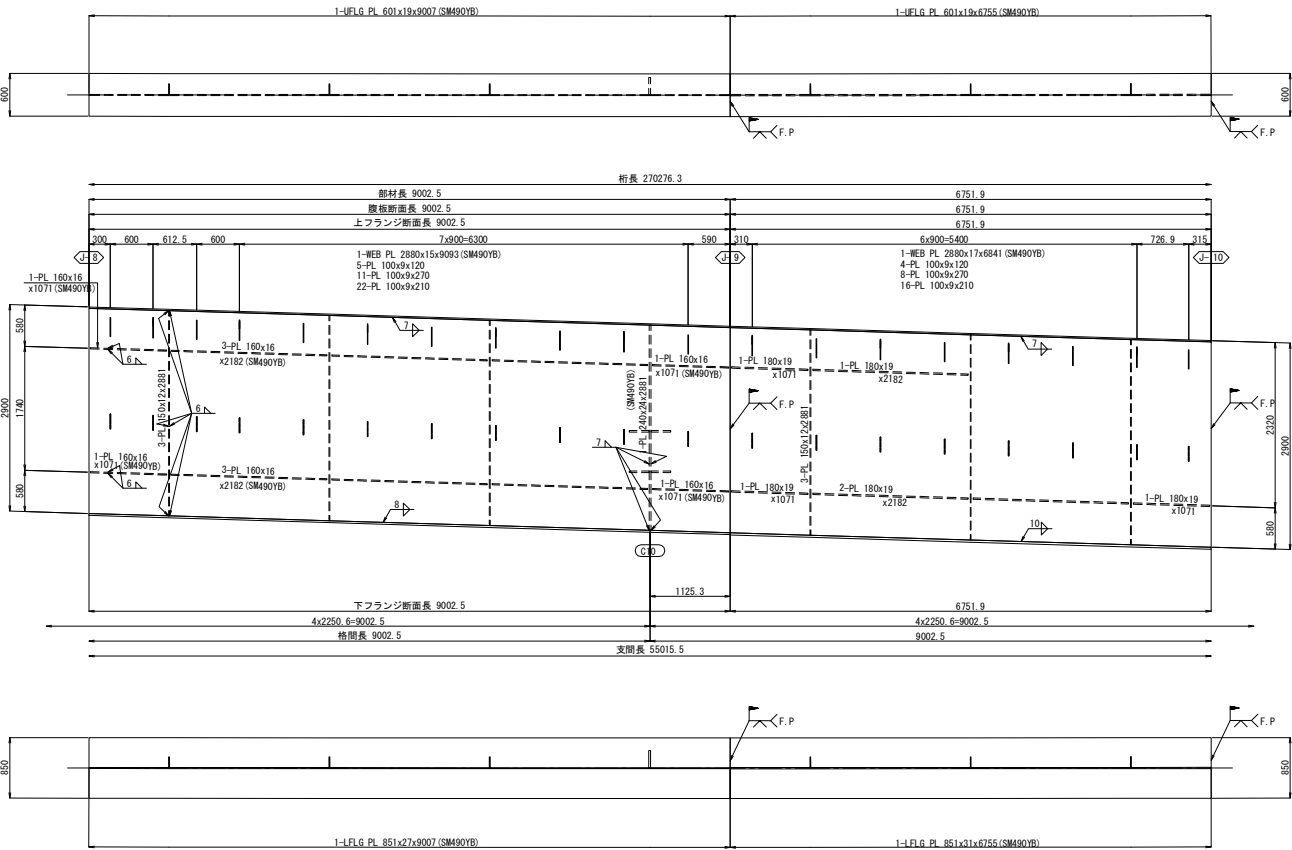 1-UFLG PL 601x19x9007(SM490YB)
1-UFLG PL 601x19x6755(SM490YB)
600
600
F.P
F.P
桁長 270276.3
部材長 9002.5
6751.9
腹板断面長 9002.5
6751.9
上フランジ断面長 9002.5
6751.9
300
600
612.5
600
7x900=6300
590
310
6x900=5400
726.9
315
J-8
J-9
J-10
1-WEB PL 2880x15x9093(SM490YB)
5-PL 100x9x120
11-PL 100x9x270
22-PL 100x9x210
1-WEB PL 2880x17x6841(SM490YB)
4-PL 100x9x120
8-PL 100x9x270
16-PL 100x9x210
1-PL 160x16
x1071(SM490YB)
580
7
7
6
3-PL 160x16
x2182(SM490YB)
1-PL 160x16
x1071(SM490YB)
1-PL 180x19
x1071
1-PL 180x19
x2182
2900
1740
3-PL 150x12x2881
6
(SM490YB)
1-PL 240x24x2881
7
F.P
3-PL 150x12x2881
F.P
2320
2900
1-PL 160x16
x1071(SM490YB)
6
3-PL 160x16
x2182(SM490YB)
1-PL 160x16
x1071(SM490YB)
1-PL 180x19
x1071
2-PL 180x19
x2182
1-PL 180x19
x1071
580
580
8
10
C10
1125.3
下フランジ断面長 9002.5
6751.9
4x2250.6=9002.5
4x2250.6=9002.5
格間長 9002.5
9002.5
支間長 55015.5
F.P
F.P
850
850
1-LFLG PL 851x27x9007(SM490YB)
1-LFLG PL 851x31x6755(SM490YB)